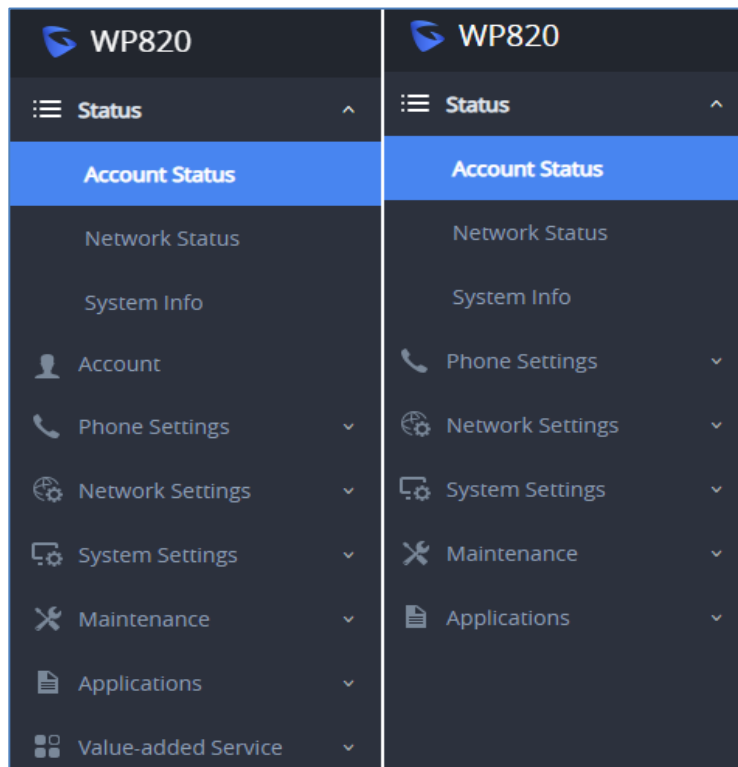 WP820
Status
Account Status
Network Status
System Info
Account
Phone Settings
Network Settings
System Settings
Maintenance
Applications
Value-added Service
WP820
Status
Account Status
Network Status
System Info
Phone Settings
Network Settings
System Settings
Maintenance
Applications